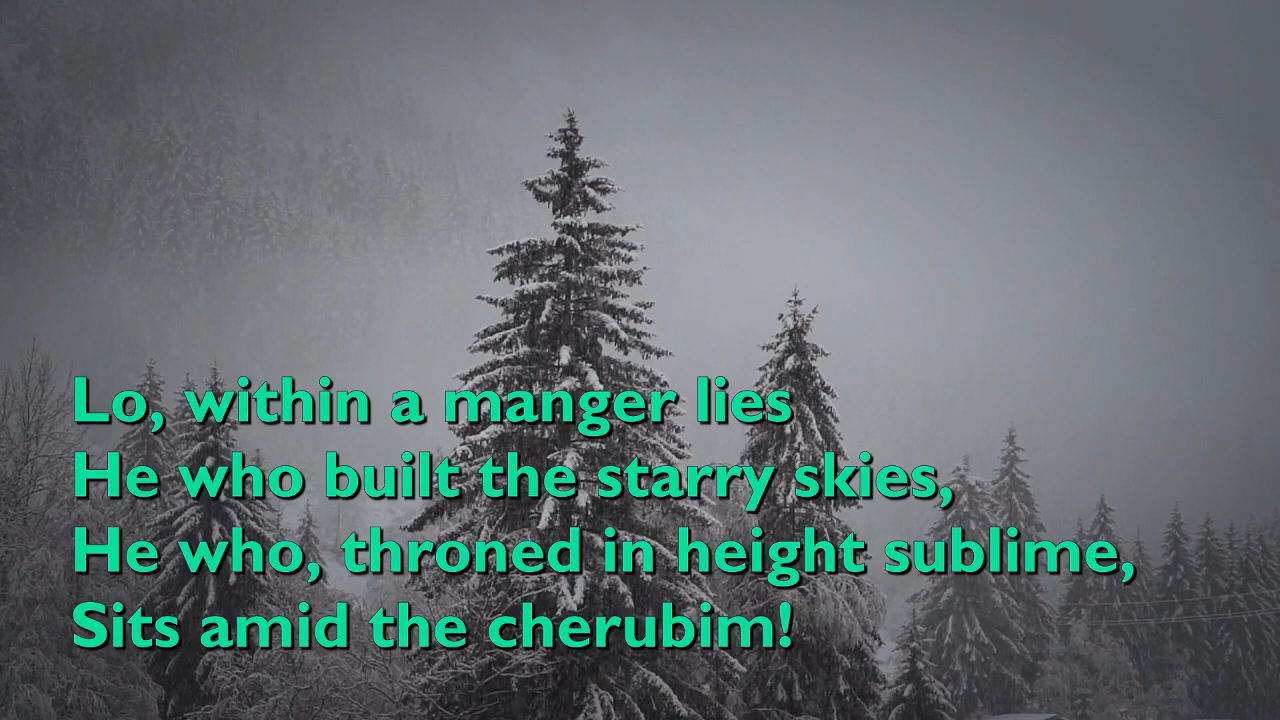 Lo, within a manger lies
He who built the starry skies,
He who, throned in height sublime,
Sits amid the cherubim!